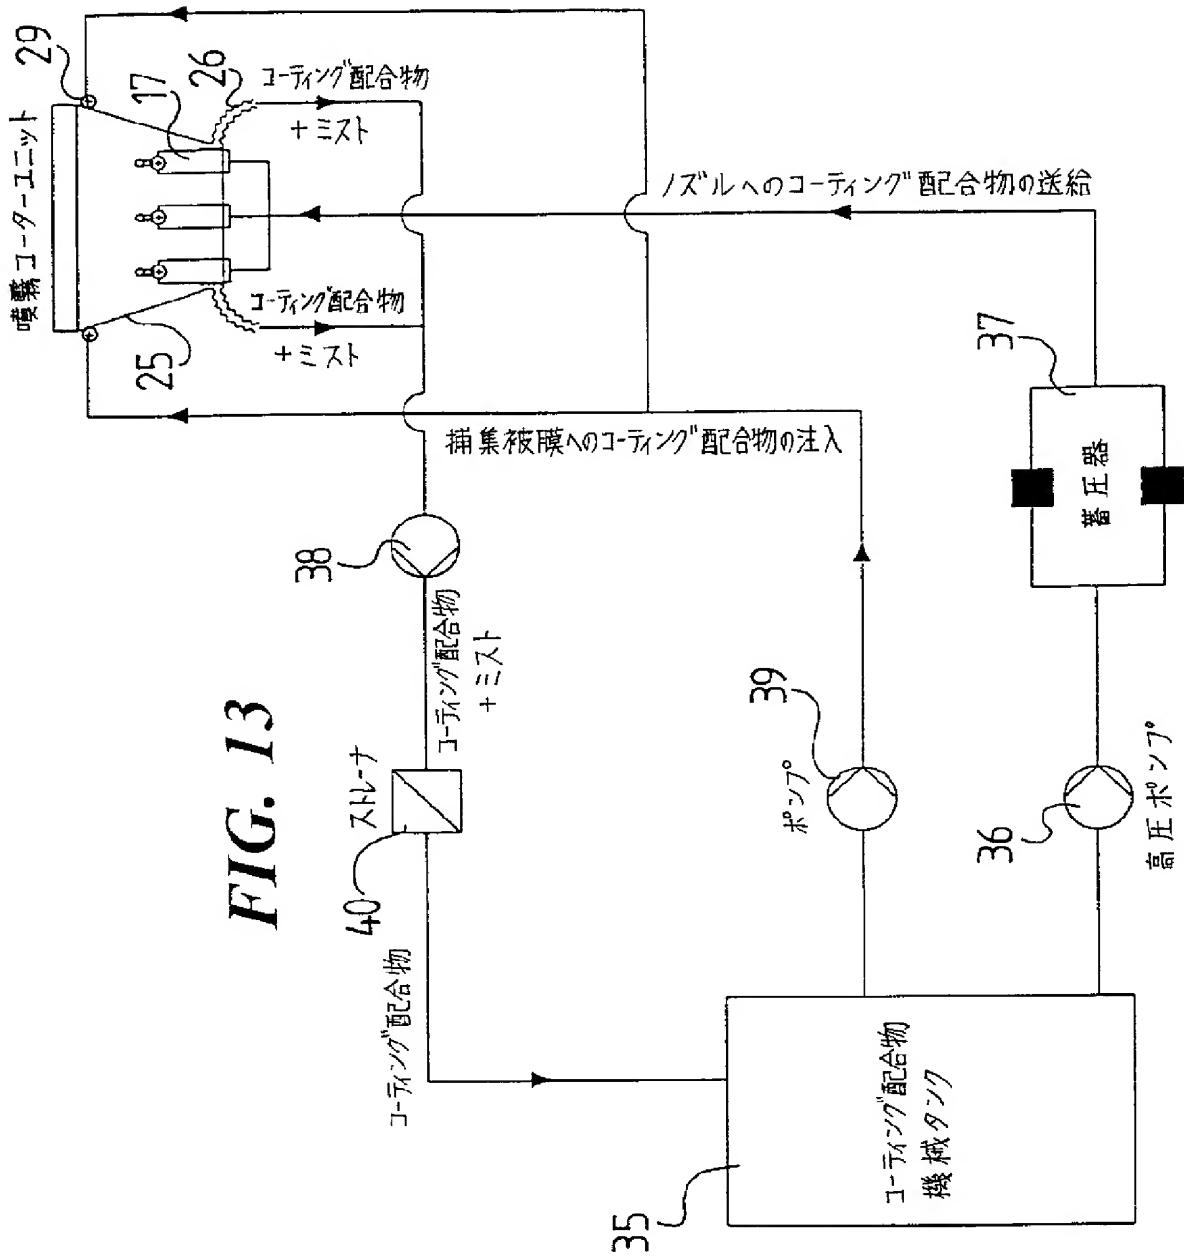 FIG. 13
噴霧コーターユニット
29
17
26
コーティング配合物
+ミスト
コーティング配合物
+ミスト
25
ノズルへのコーティング配合物の送給
捕集被膜へのコーティング配合物の注入
37
蓄圧器
38
コーティング配合物
+ミスト
ストレーナ
40
コーティング配合物
39
ポンプ
36
高圧ポンプ
コーティング配合物
機械タンク
35